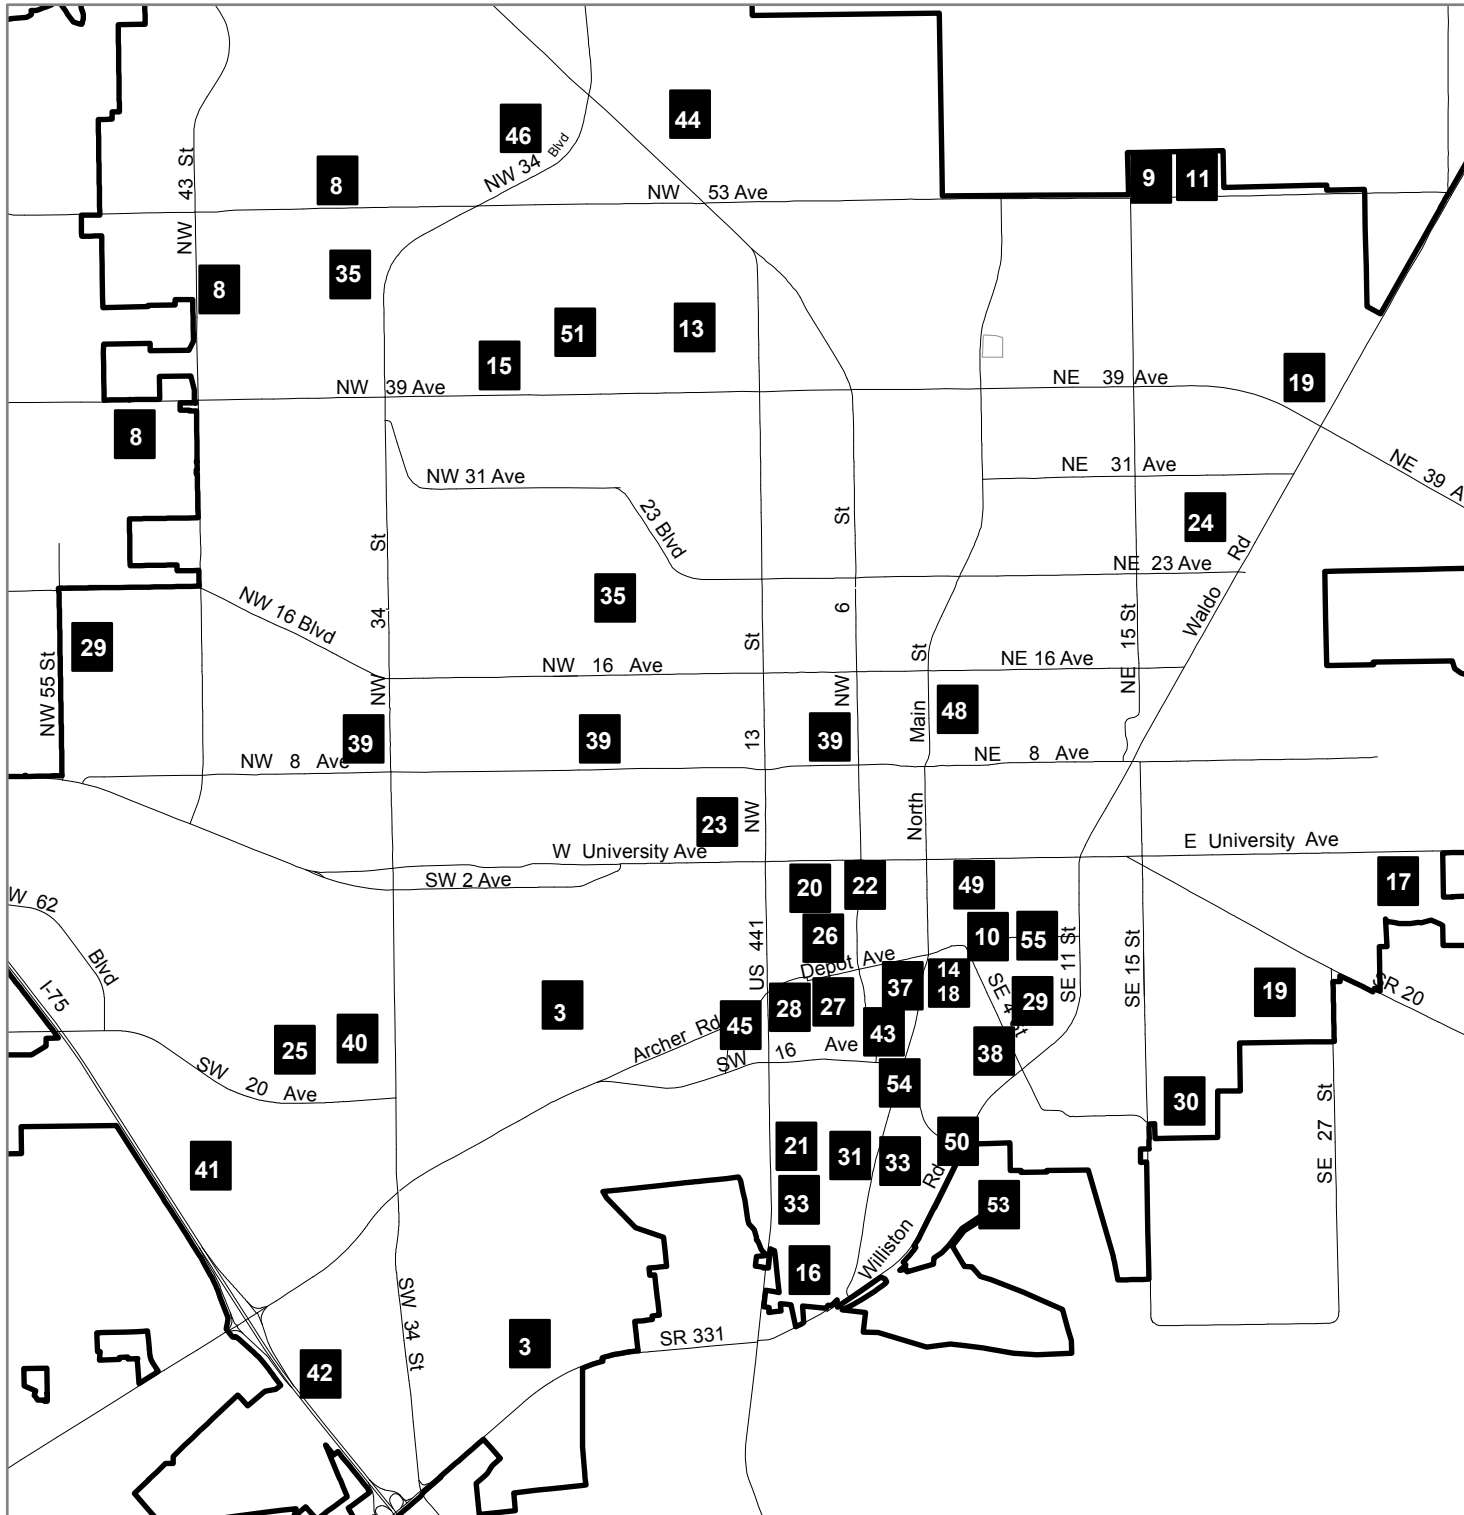 44
46
NW 34 Blvd
NW 43 St
8
9
11
NW 53 Ave
35
8
13
51
15
NW 39 Ave
NE 39 Ave
19
8
NW 31 Ave
NE 31 Ave
NE 39 A
23 Blvd
24
NE 23 Ave
Waldo Rd
NW 34 St
NW 6 St
NW 16 Blvd
35
29
NW 55 St
NW 16 Ave
NE 16 Ave
NE 15 St
NW 13 St
North Main St
48
39
39
39
NW 8 Ave
NE 8 Ave
23
W University Ave
E University Ave
SW 2 Ave
20
22
49
17
W 62 Blvd
26
10
55
SE 11 St
SE 15 St
US 441
Depot Ave
I-75
3
28
27
37
14
18
SE 4 St
29
19
SR 20
25
40
Archer Rd
45
43
38
SW 16 Ave
SW 20 Ave
54
30
SE 27 St
41
21
31
33
50
33
53
Williston Rd
16
SW 34 St
SR 331
3
42